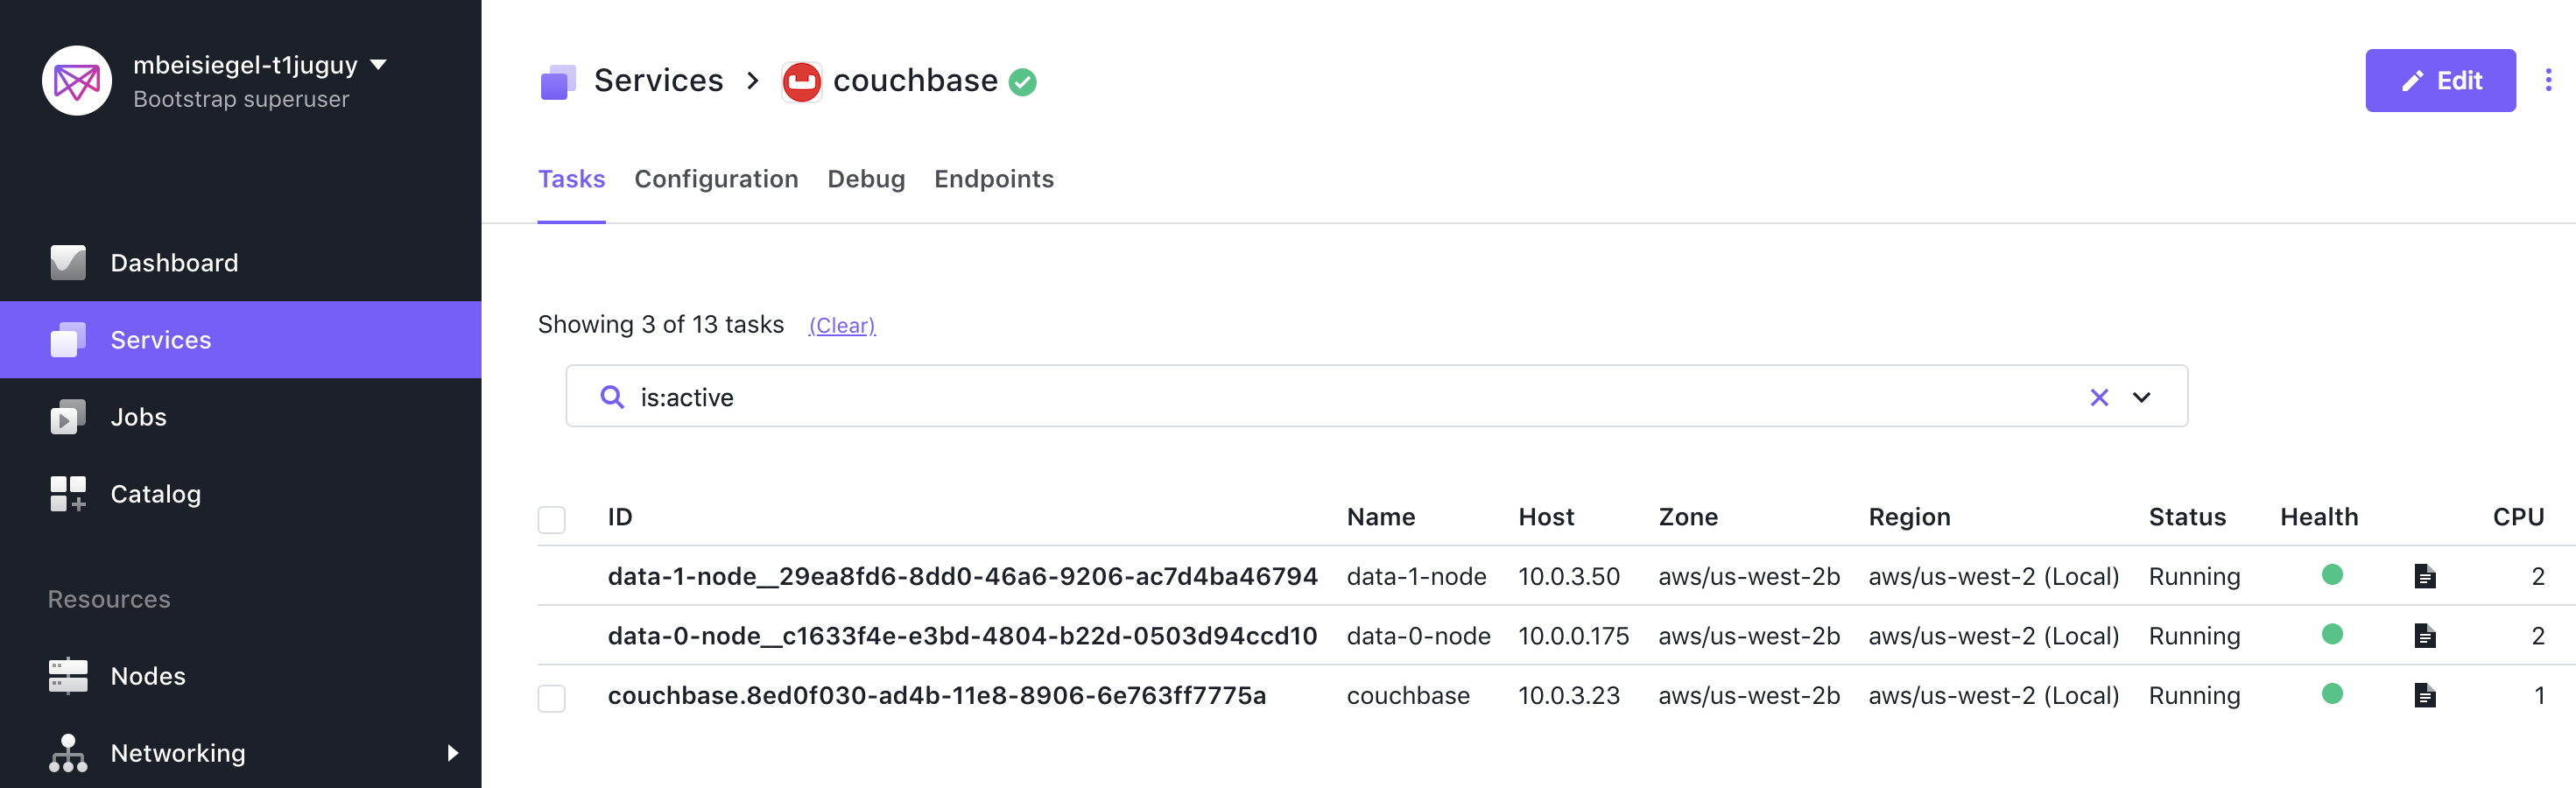 mbeisiegel-t1juguy
Bootstrap superuser
Dashboard
Services
Jobs
Catalog
Resources
Nodes
Networking
Services > couchbase
Edit
Tasks Configuration Debug Endpoints
Showing 3 of 13 tasks (Clear)
is:active
ID Name Host Zone Region Status Health CPU
data-1-node__29ea8fd6-8dd0-46a6-9206-ac7d4ba46794 data-1-node 10.0.3.50 aws/us-west-2b aws/us-west-2 (Local) Running 2
data-0-node__c1633f4e-e3bd-4804-b22d-0503d94ccd10 data-0-node 10.0.0.175 aws/us-west-2b aws/us-west-2 (Local) Running 2
couchbase.8ed0f030-ad4b-11e8-8906-6e763ff7775a couchbase 10.0.3.23 aws/us-west-2b aws/us-west-2 (Local) Running 1